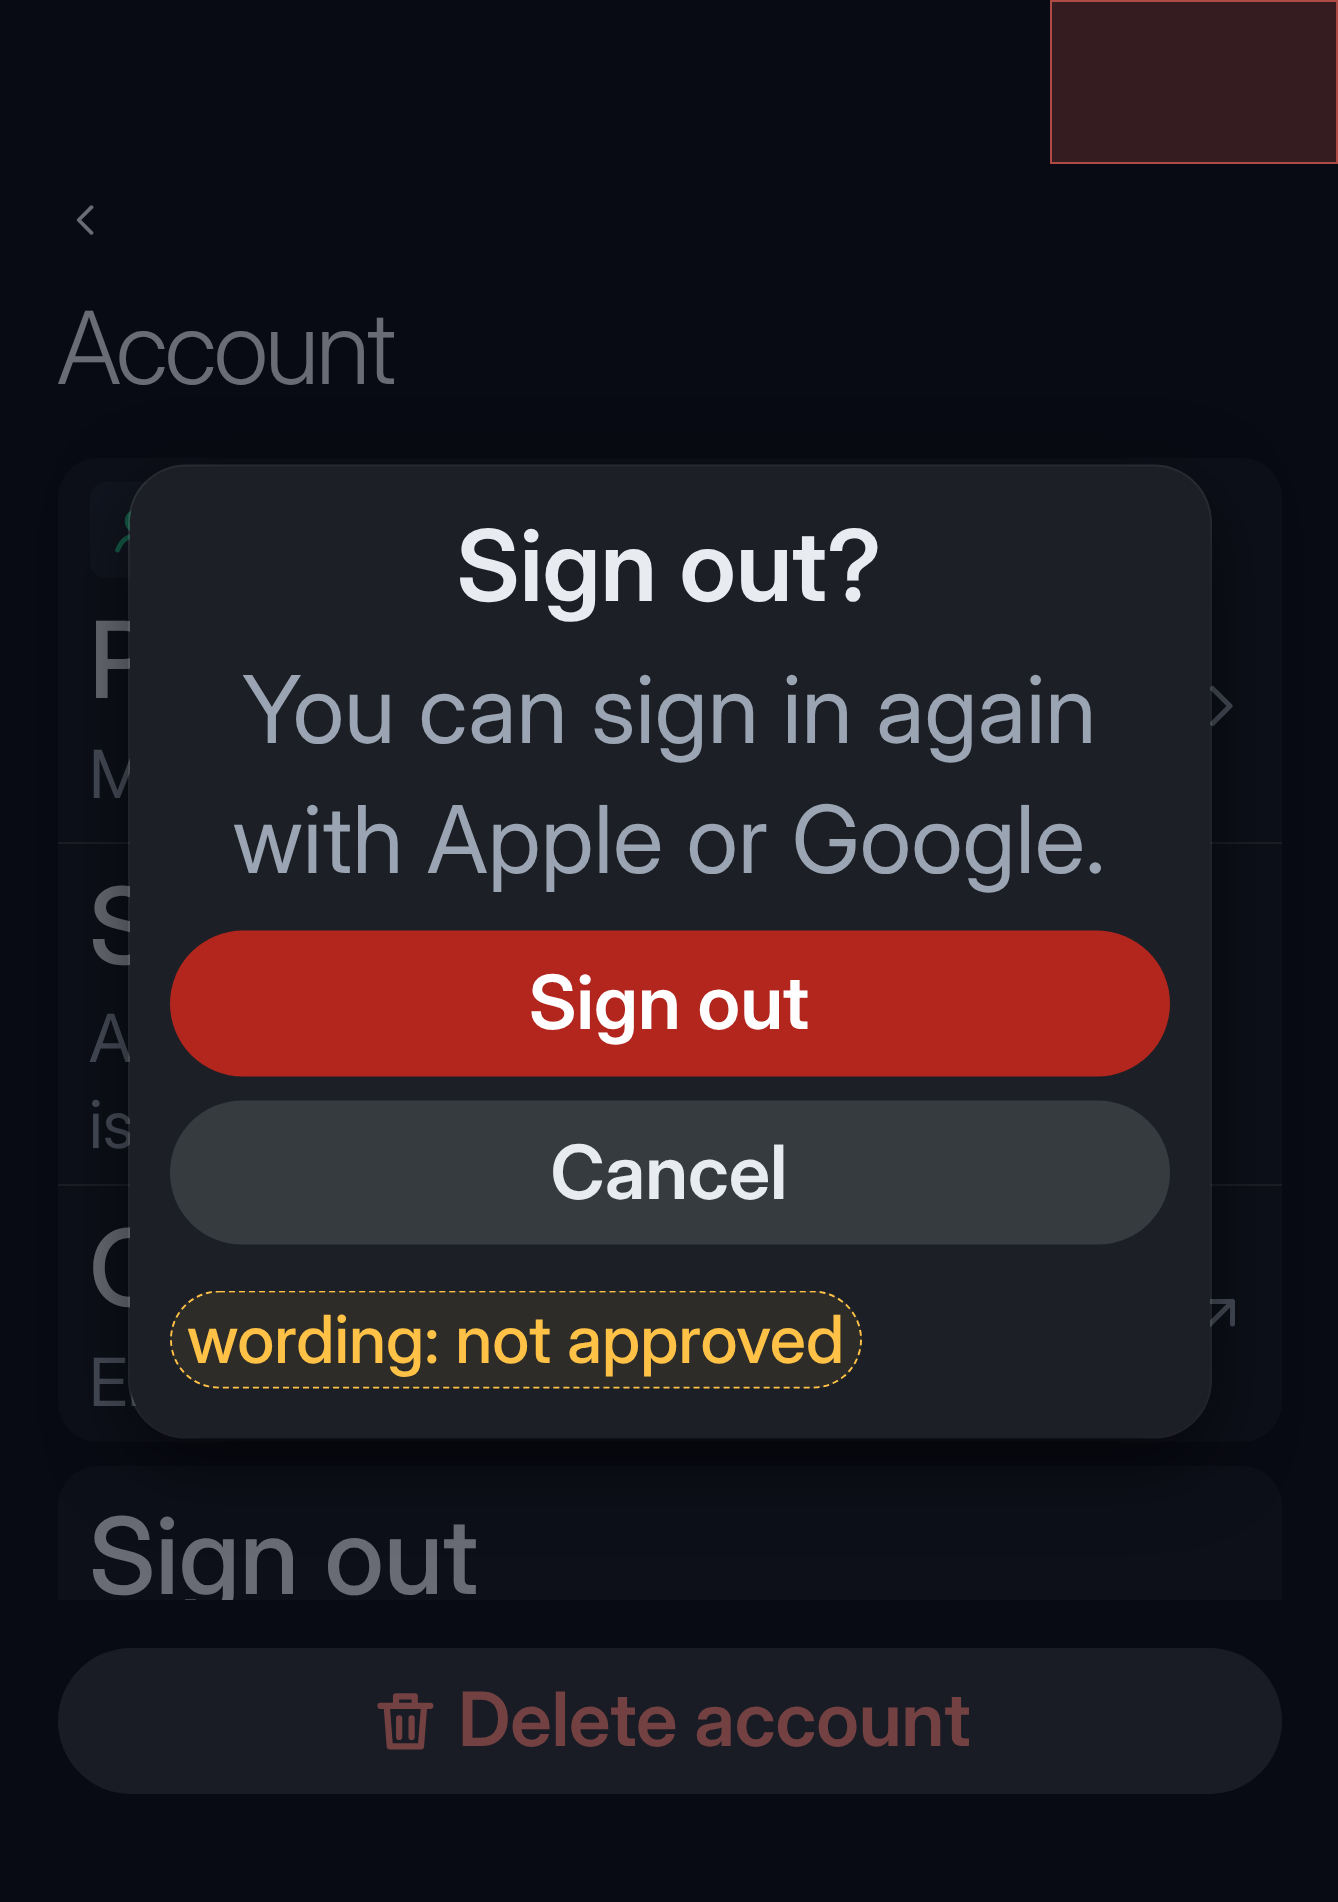 Account
Sign out?
You can sign in again
with Apple or Google.
Sign out
Cancel
wording: not approved
Sign out
Delete account